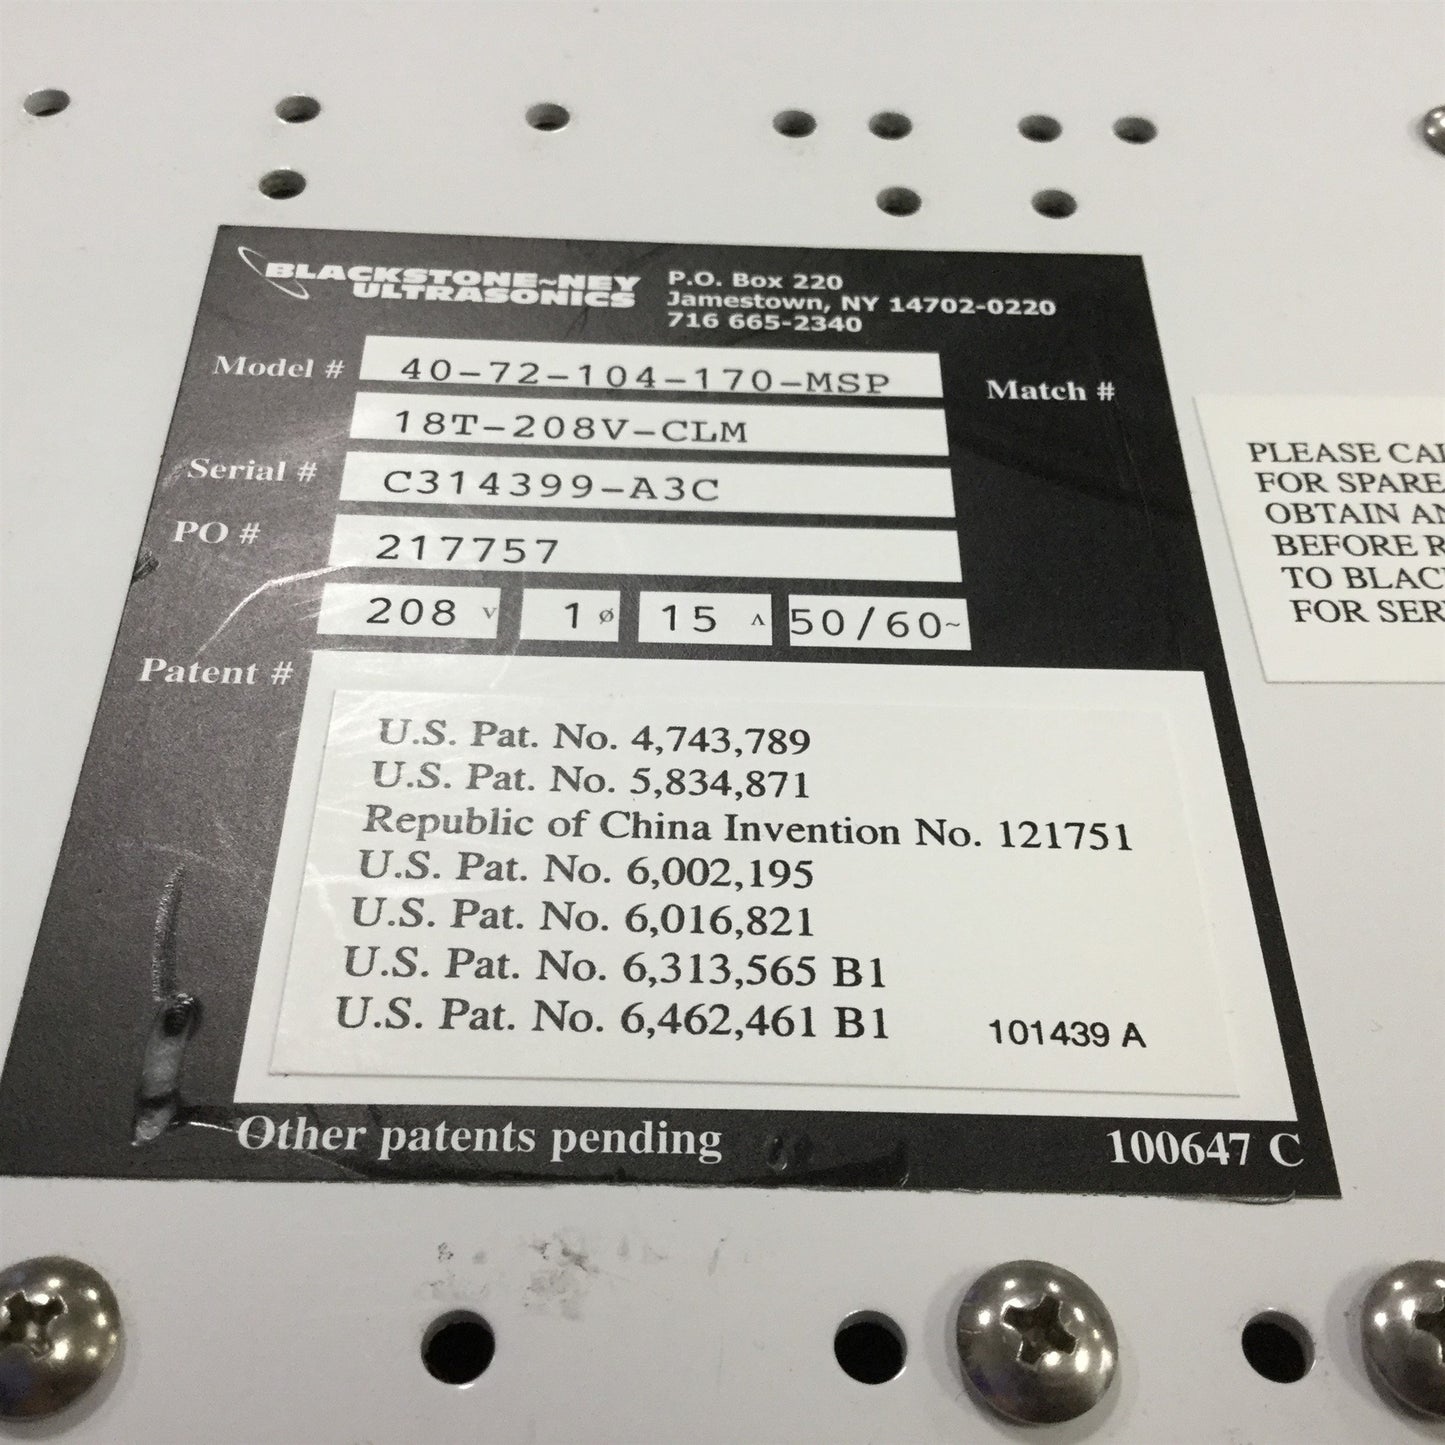 BLACKSTONE~NEY
ULTRASONICS
P.O. Box 220
Jamestown, NY 14702-0220
716 665-2340
Model # 40-72-104-170-MSP
18T-208V-CLM
Match #
Serial # C314399-A3C
PO # 217757
208 V 1 ø 15 A 50/60~
Patent #
U.S. Pat. No. 4,743,789
U.S. Pat. No. 5,834,871
Republic of China Invention No. 121751
U.S. Pat. No. 6,002,195
U.S. Pat. No. 6,016,821
U.S. Pat. No. 6,313,565 B1
U.S. Pat. No. 6,462,461 B1
101439 A
Other patents pending
100647 C
PLEASE
FOR SPARE
OBTAIN
BEFORE
TO
FOR